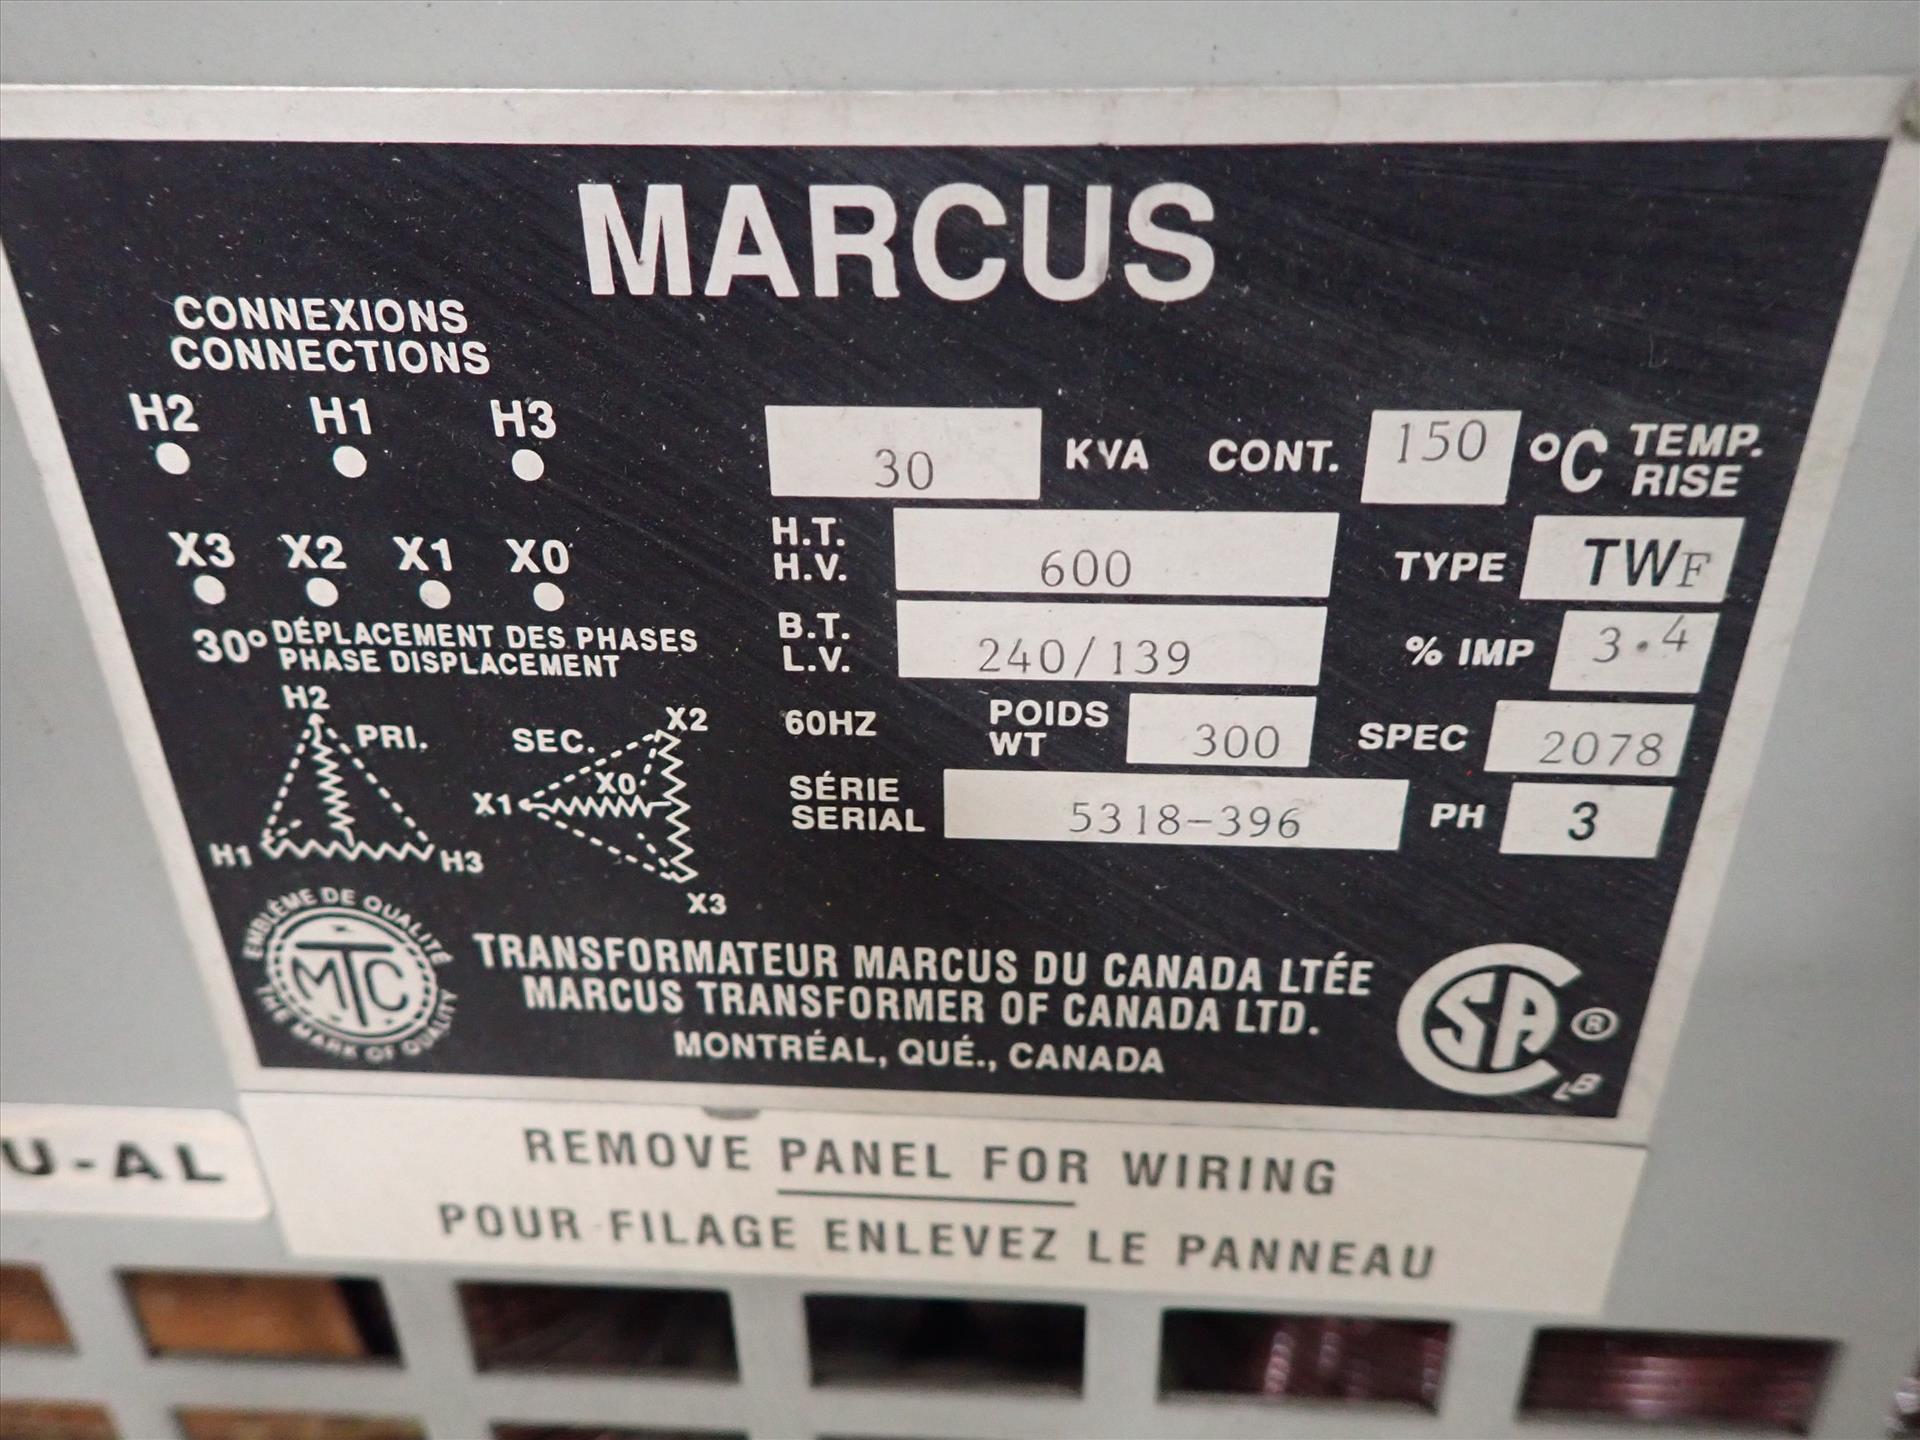 MARCUS
CONNEXIONS
CONNECTIONS
H2 H1 H3
X3 X2 X1 X0
30° DÉPLACEMENT DES PHASES
PHASE DISPLACEMENT
H2
PRI.
H1
H3
SEC.
X2
X0
X1
X3
30 KVA CONT. 150 °C TEMP. RISE
H.T.
H.V. 600 TYPE TWF
B.T.
L.V. 240/139 % IMP 3.4
60HZ POIDS
WT 300 SPEC 2078
SÉRIE
SERIAL 5318-396 PH 3
EMBLÈME DE QUALITÉ
MTC
THE MARK OF QUALITY
TRANSFORMATEUR MARCUS DU CANADA LTÉE
MARCUS TRANSFORMER OF CANADA LTD.
MONTRÉAL, QUÉ., CANADA
CSA ®
LB
U-AL
REMOVE PANEL FOR WIRING
POUR FILAGE ENLEVEZ LE PANNEAU